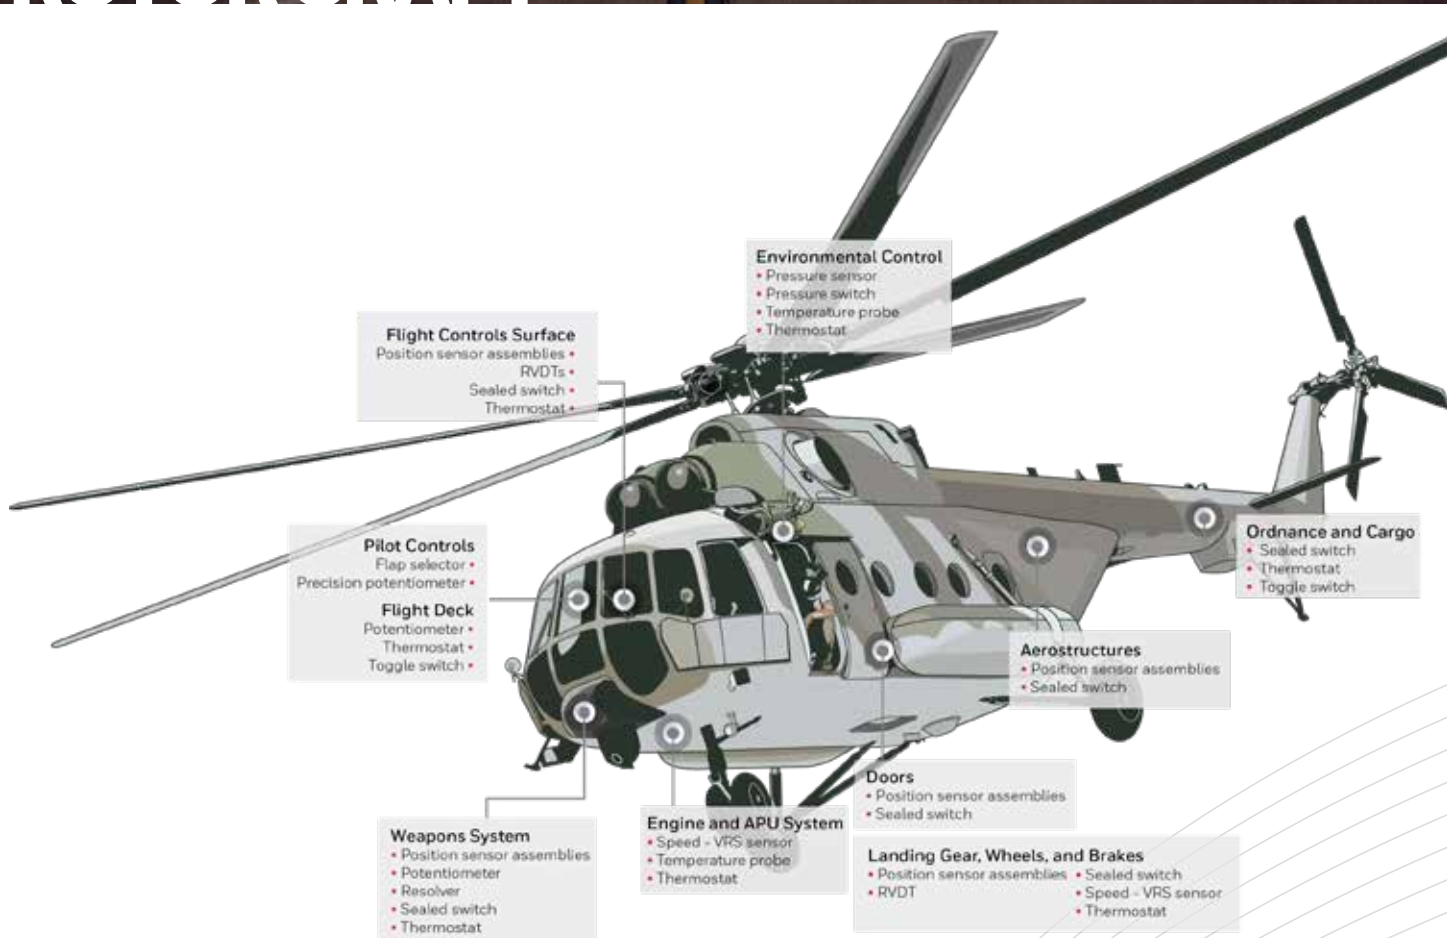 Environmental Control
• Pressure sensor
• Pressure switch
• Temperature probe
• Thermostat
Flight Controls Surface
Position sensor assemblies •
RVDTs •
Sealed switch •
Thermostat •
Pilot Controls
Flap selector •
Precision potentiometer •
Flight Deck
Potentiometer •
Thermostat •
Toggle switch •
Ordnance and Cargo
• Sealed switch
• Thermostat
• Toggle switch
Aerostructures
• Position sensor assemblies
• Sealed switch
Doors
• Position sensor assemblies
• Sealed switch
Weapons System
• Position sensor assemblies
• Potentiometer
• Resolver
• Sealed switch
• Thermostat
Engine and APU System
• Speed - VRS sensor
• Temperature probe
• Thermostat
Landing Gear, Wheels, and Brakes
• Position sensor assemblies • Sealed switch
• RVDT • Speed - VRS sensor
• Thermostat